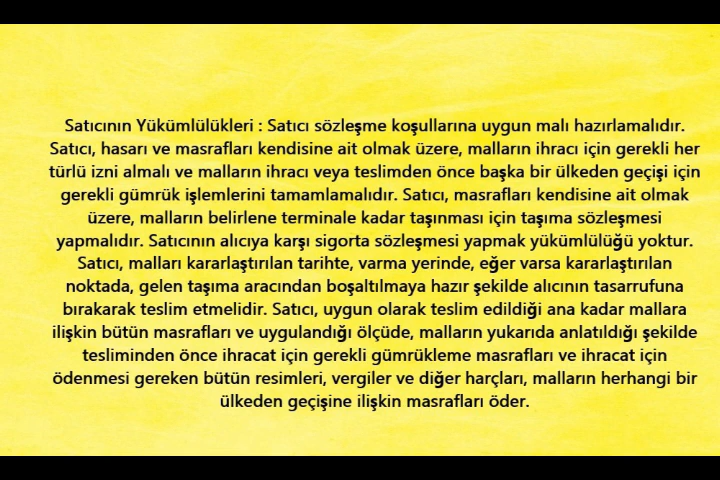 Satıcının Yükümlülükleri : Satıcı sözleşme koşullarına uygun malı hazırlamalıdır.
Satıcı, hasarı ve masrafları kendisine ait olmak üzere, malların ihracı için gerekli her
türlü izni almalı ve malların ihracı veya teslimden önce başka bir ülkeden geçişi için
gerekli gümrük işlemlerini tamamlamalıdır. Satıcı, masrafları kendisine ait olmak
üzere, malların belirlene terminale kadar taşınması için taşıma sözleşmesi
yapmalıdır. Satıcının alıcıya karşı sigorta sözleşmesi yapmak yükümlülüğü yoktur.
Satıcı, malları kararlaştırılan tarihte, varma yerinde, eğer varsa kararlaştırılan
noktada, gelen taşıma aracından boşaltılmaya hazır şekilde alıcının tasarrufuna
bırakarak teslim etmelidir. Satıcı, uygun olarak teslim edildiği ana kadar mallara
ilişkin bütün masrafları ve uygulandığı ölçüde, malların yukarıda anlatıldığı şekilde
tesliminden önce ihracat için gerekli gümrükleme masrafları ve ihracat için
ödenmesi gereken bütün resimleri, vergiler ve diğer harçları, malların herhangi bir
ülkeden geçişine ilişkin masrafları öder.